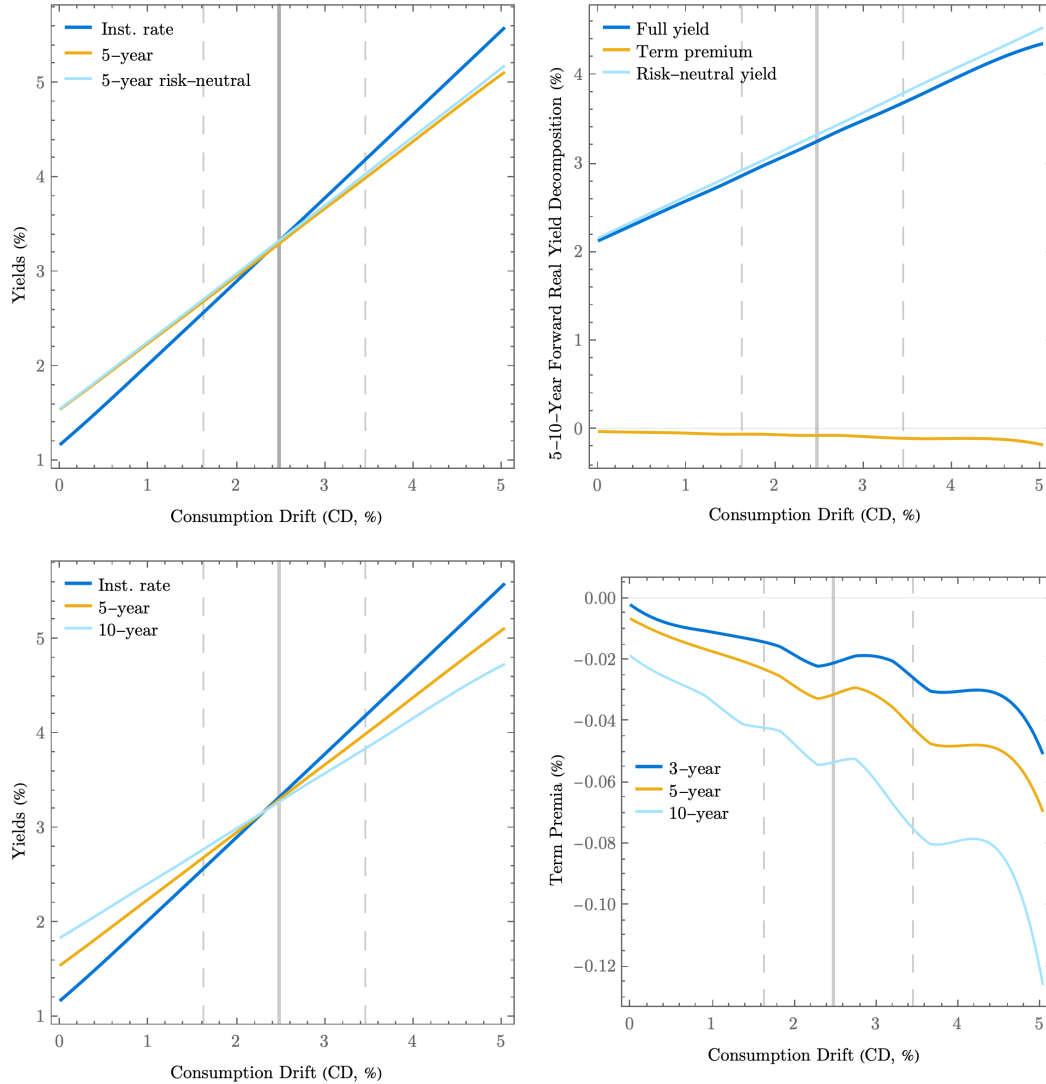 Inst. rate
5-year
5-year risk-neutral
Yields (%)
5
4
3
2
1
0
1
2
3
4
5
Consumption Drift (CD, %)
Full yield
Term premium
Risk-neutral yield
5-10-Year Forward Real Yield Decomposition (%)
4
3
2
1
0
0
1
2
3
4
5
Consumption Drift (CD, %)
Inst. rate
5-year
10-year
Yields (%)
5
4
3
2
1
0
1
2
3
4
5
Consumption Drift (CD, %)
Term Premia (%)
0.00
-0.02
-0.04
-0.06
-0.08
-0.10
-0.12
3-year
5-year
10-year
0
1
2
3
4
5
Consumption Drift (CD, %)